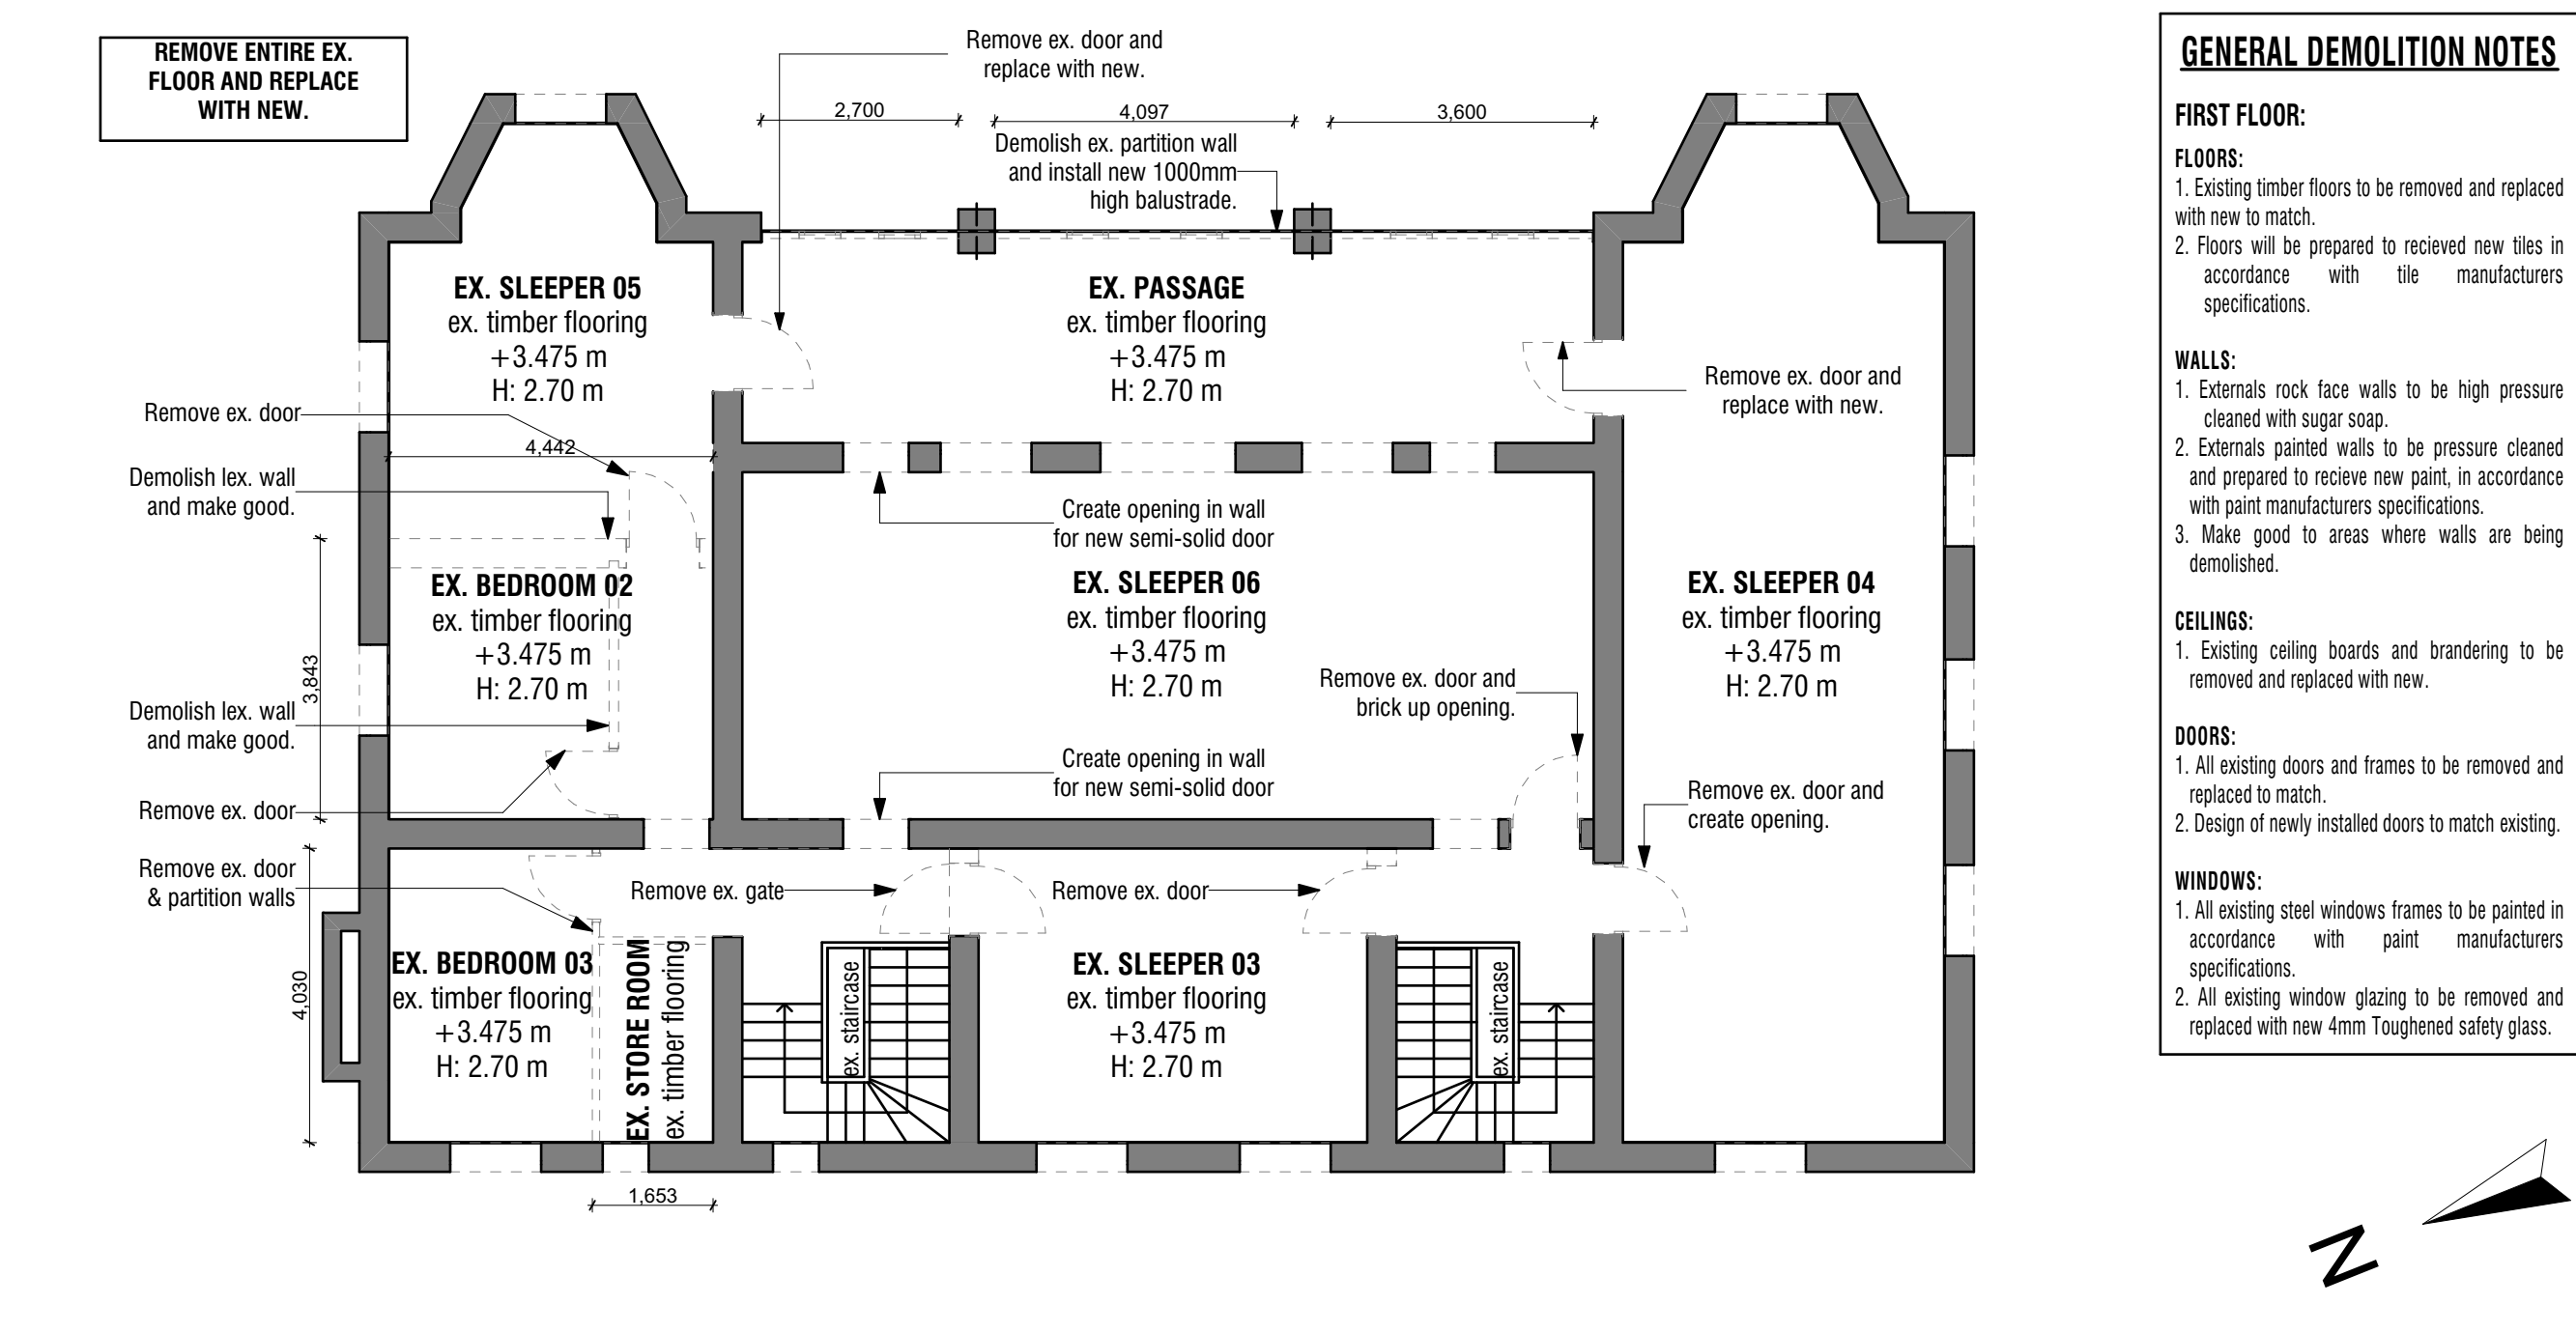 REMOVE ENTIRE EX.
FLOOR AND REPLACE
WITH NEW.
Remove ex. door and
replace with new.
2,700
4,097
3,600
Demolish ex. partition wall
and install new 1000mm
high balustrade.
EX. SLEEPER 05
ex. timber flooring
+3.475 m
H: 2.70 m
EX. PASSAGE
ex. timber flooring
+3.475 m
H: 2.70 m
Remove ex. door and
replace with new.
Remove ex. door
4,442
Demolish lex. wall
and make good.
Create opening in wall
for new semi-solid door
EX. BEDROOM 02
ex. timber flooring
+3.475 m
H: 2.70 m
EX. SLEEPER 06
ex. timber flooring
+3.475 m
H: 2.70 m
EX. SLEEPER 04
ex. timber flooring
+3.475 m
H: 2.70 m
3,843
Remove ex. door and
brick up opening.
Demolish lex. wall
and make good.
Create opening in wall
for new semi-solid door
Remove ex. door and
create opening.
Remove ex. door
Remove ex. door
& partition walls
Remove ex. gate
Remove ex. door
4,030
EX. BEDROOM 03
ex. timber flooring
+3.475 m
H: 2.70 m
EX. STORE ROOM
ex. timber flooring
ex. staircase
EX. SLEEPER 03
ex. timber flooring
+3.475 m
H: 2.70 m
ex. staircase
1,653
GENERAL DEMOLITION NOTES
FIRST FLOOR:
FLOORS:
1. Existing timber floors to be removed and replaced
with new to match.
2. Floors will be prepared to recieved new tiles in
accordance with tile manufacturers
specifications.
WALLS:
1. Externals rock face walls to be high pressure
cleaned with sugar soap.
2. Externals painted walls to be pressure cleaned
and prepared to recieve new paint, in accordance
with paint manufacturers specifications.
3. Make good to areas where walls are being
demolished.
CEILINGS:
1. Existing ceiling boards and brandering to be
removed and replaced with new.
DOORS:
1. All existing doors and frames to be removed and
replaced to match.
2. Design of newly installed doors to match existing.
WINDOWS:
1. All existing steel windows frames to be painted in
accordance with paint manufacturers
specifications.
2. All existing window glazing to be removed and
replaced with new 4mm Toughened safety glass.
N